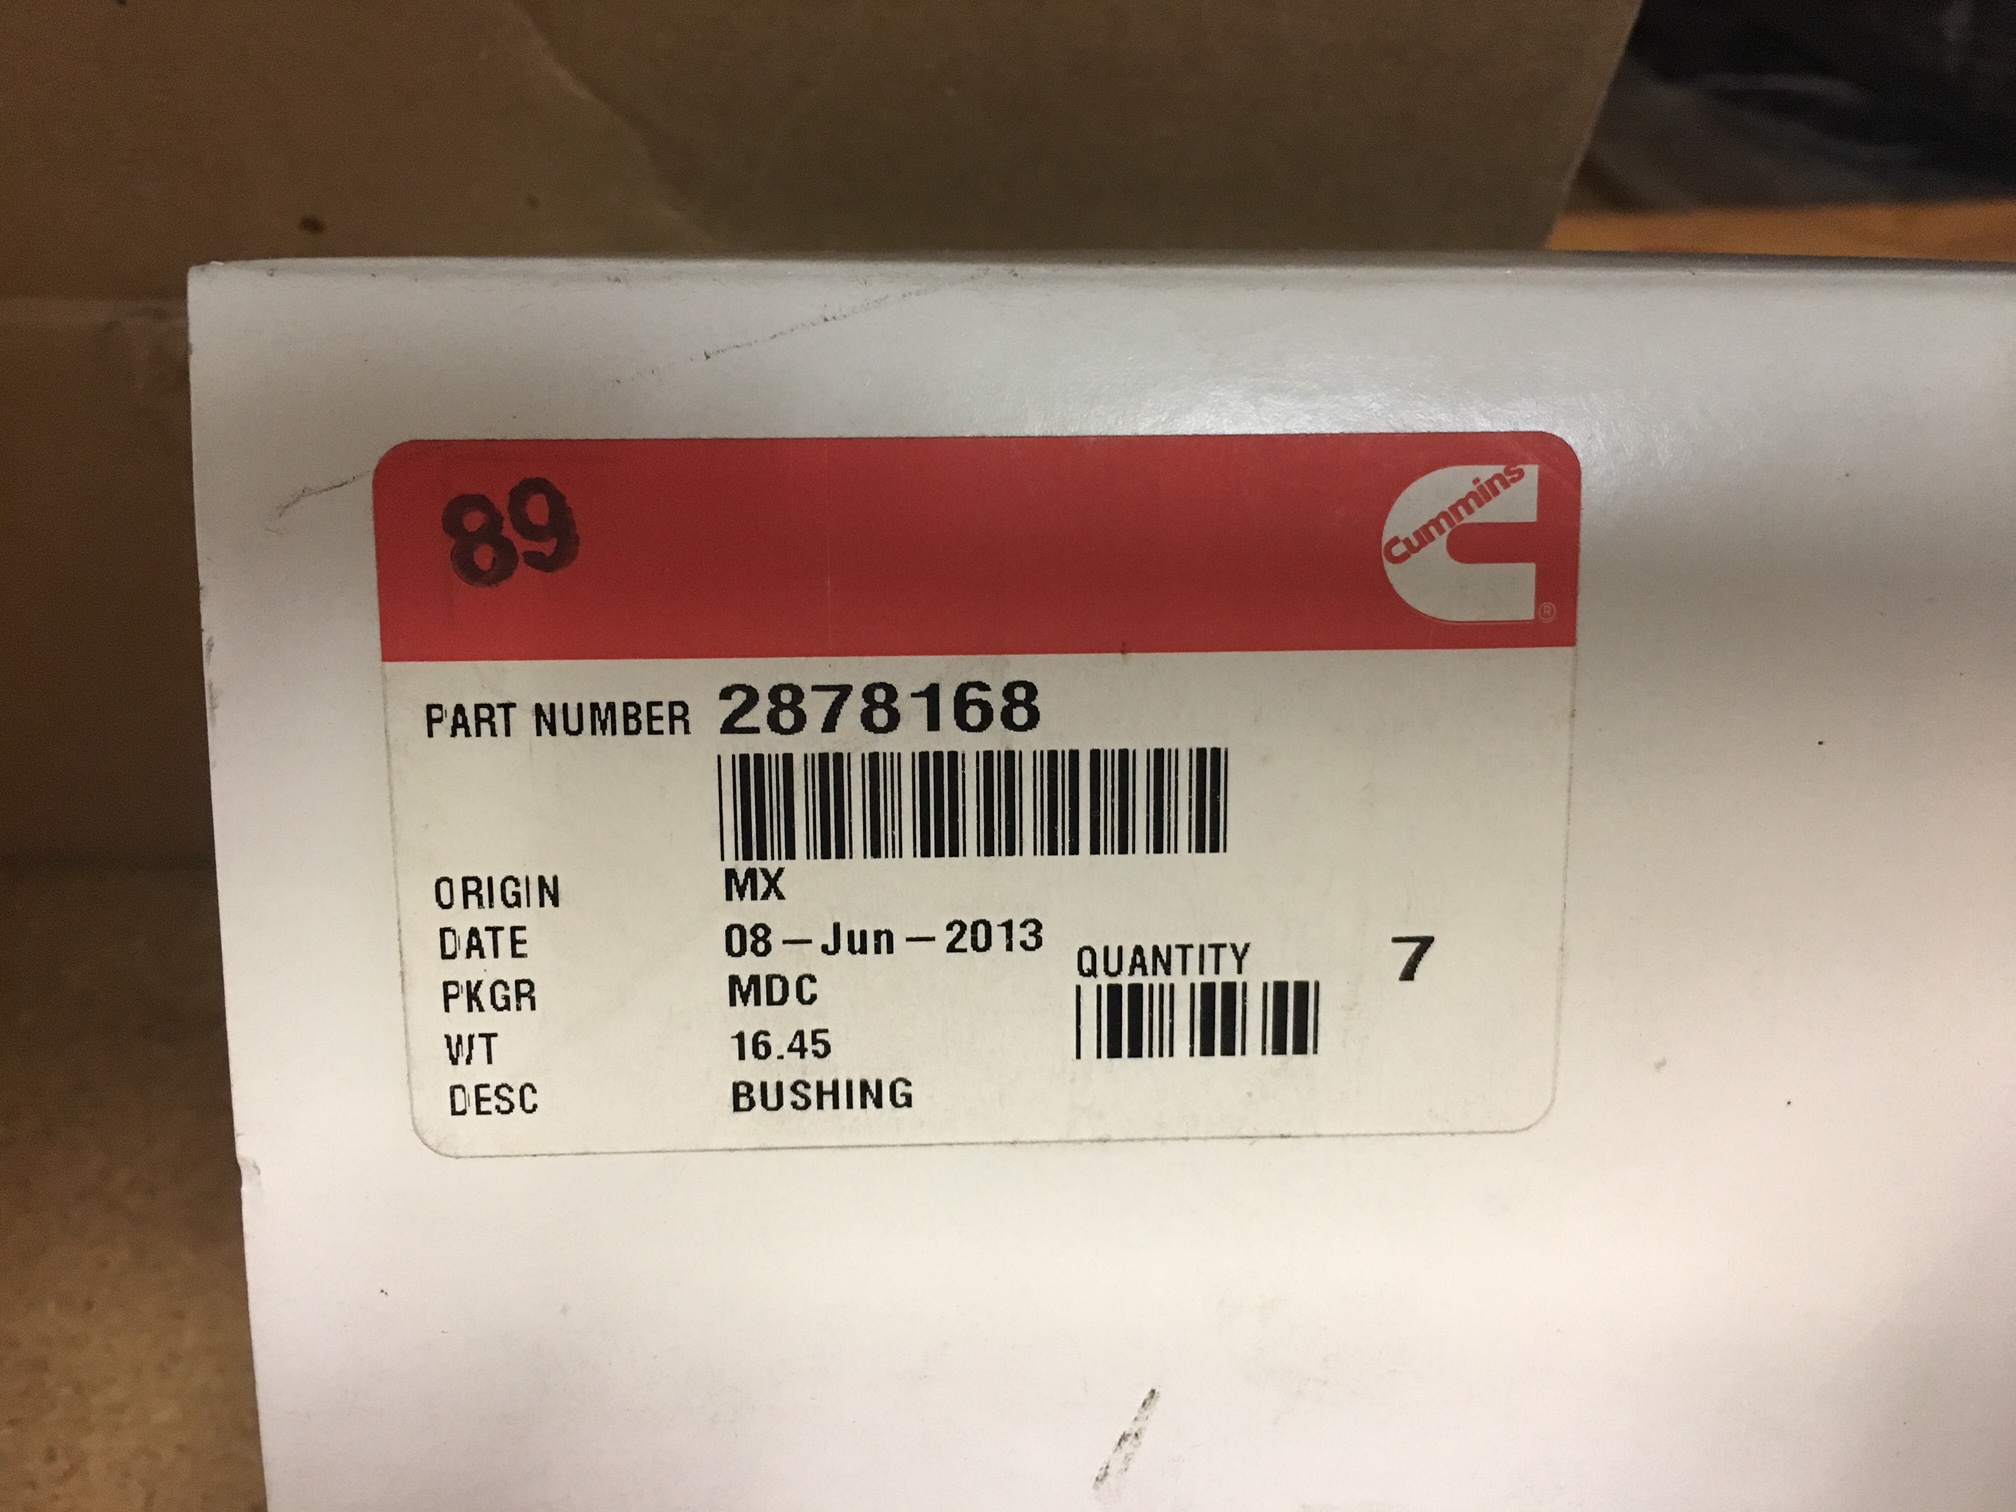 89
Cummins
®
PART NUMBER 2878168
ORIGIN MX
DATE 08-Jun-2013
QUANTITY 7
PKGR MDC
WT 16.45
DESC BUSHING